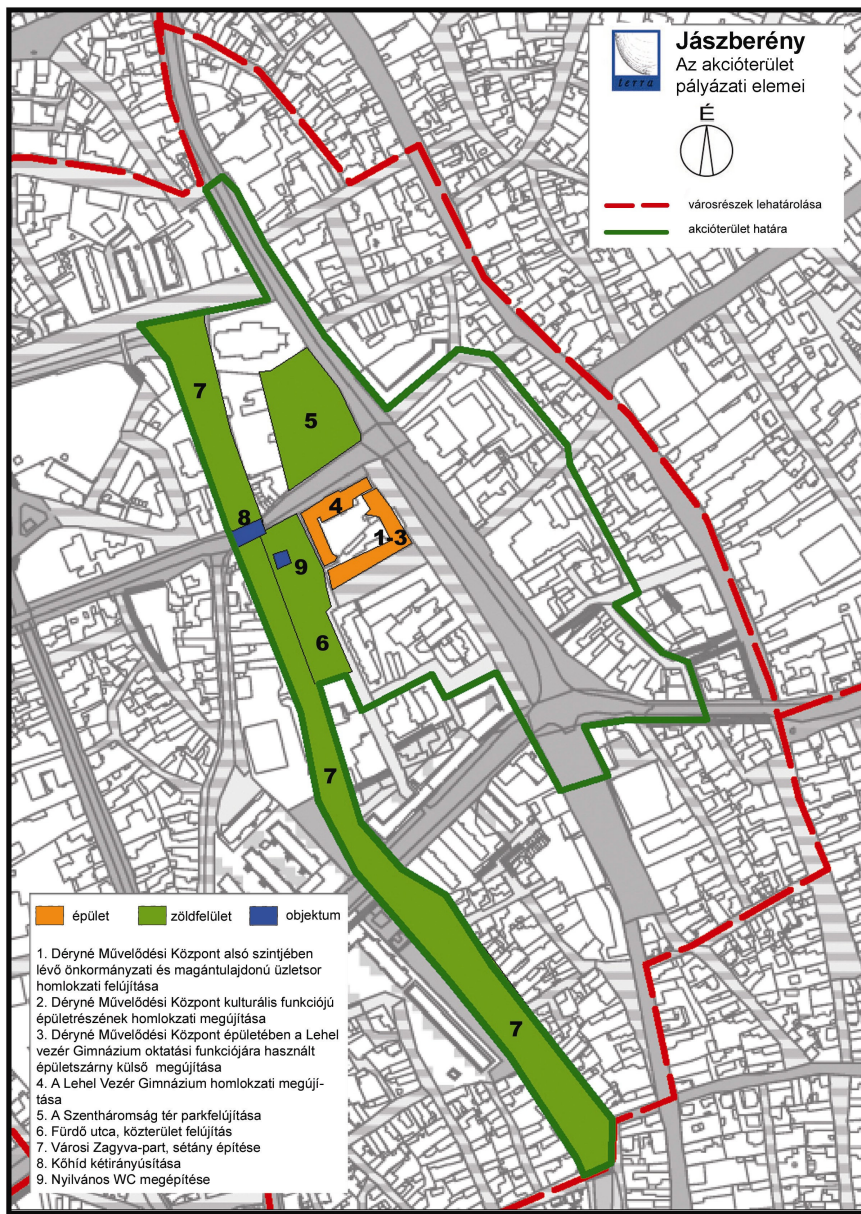 Jászberény
Az akcióterület
pályázati elemei
terra
É
városrészek lehatárolása
akcióterület határa
7
5
4
8
1-3
9
6
7
7
épület
zöldfelület
objektum
1. Déryné Művelődési Központ alsó szintjében
lévő önkormányzati és magántulajdonú üzletsor
homlokzati felújítása
2. Déryné Művelődési Központ kulturális funkciójú
épületrészének homlokzati megújítása
3. Déryné Művelődési Központ épületében a Lehel
vezér Gimnázium oktatási funkciójára használt
épületszárny külső megújítása
4. A Lehel Vezér Gimnázium homlokzati megújí-
tása
5. A Szentháromság tér parkfelújítása
6. Fürdő utca, közterület felújítás
7. Városi Zagyva-part, sétány építése
8. Kőhíd kétirányúsítása
9. Nyilvános WC megépítése